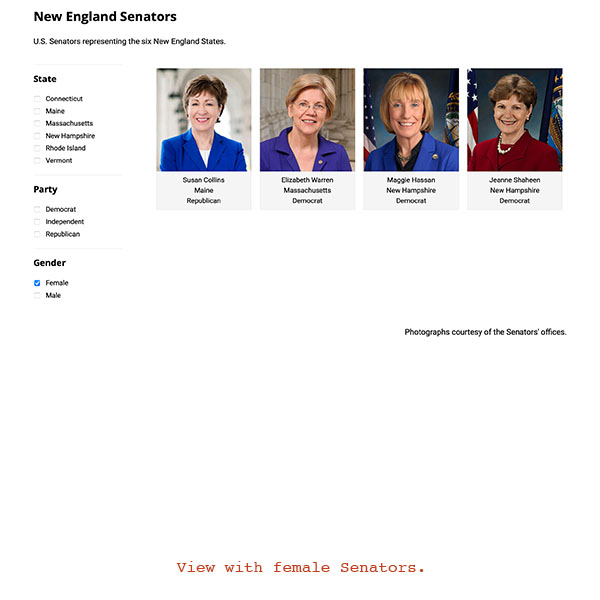 New England Senators
U.S. Senators representing the six New England States.
State
Connecticut
Maine
Massachusetts
New Hampshire
Rhode Island
Vermont
Party
Democrat
Independent
Republican
Gender
Female
Male
Susan Collins
Maine
Republican
Elizabeth Warren
Massachusetts
Democrat
Maggie Hassan
New Hampshire
Democrat
Jeanne Shaheen
New Hampshire
Democrat
Photographs courtesy of the Senators' offices.
View with female Senators.